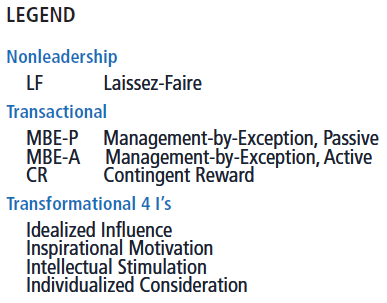 LEGEND
Nonleadership
LF Laissez-Faire
Transactional
MBE-P Management-by-Exception, Passive
MBE-A Management-by-Exception, Active
CR Contingent Reward
Transformational 4 I's
Idealized Influence
Inspirational Motivation
Intellectual Stimulation
Individualized Consideration